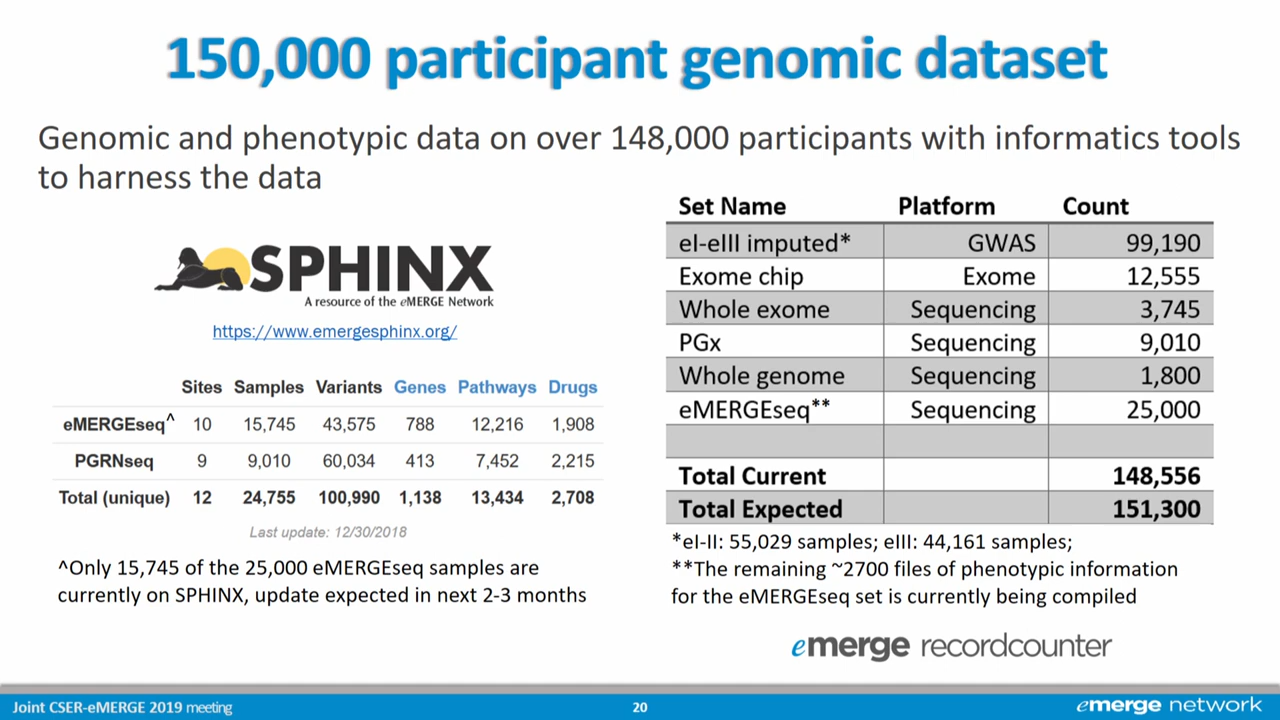 150,000 participant genomic dataset
Genomic and phenotypic data on over 148,000 participants with informatics tools
to harness the data
SPHINX
A resource of the eMERGE Network
https://www.emergesphinx.org/
Sites Samples Variants Genes Pathways Drugs
eMERGEseq^ 10 15,745 43,575 788 12,216 1,908
PGRNseq 9 9,010 60,034 413 7,452 2,215
Total (unique) 12 24,755 100,990 1,138 13,434 2,708
Last update: 12/30/2018
^Only 15,745 of the 25,000 eMERGEseq samples are
currently on SPHINX, update expected in next 2-3 months
Set Name Platform Count
eI-eIII imputed* GWAS 99,190
Exome chip Exome 12,555
Whole exome Sequencing 3,745
PGx Sequencing 9,010
Whole genome Sequencing 1,800
eMERGEseq** Sequencing 25,000
Total Current 148,556
Total Expected 151,300
*eI-II: 55,029 samples; eIII: 44,161 samples;
**The remaining ~2700 files of phenotypic information
for the eMERGEseq set is currently being compiled
emerge recordcounter
Joint CSER-eMERGE 2019 meeting 20 emerge network